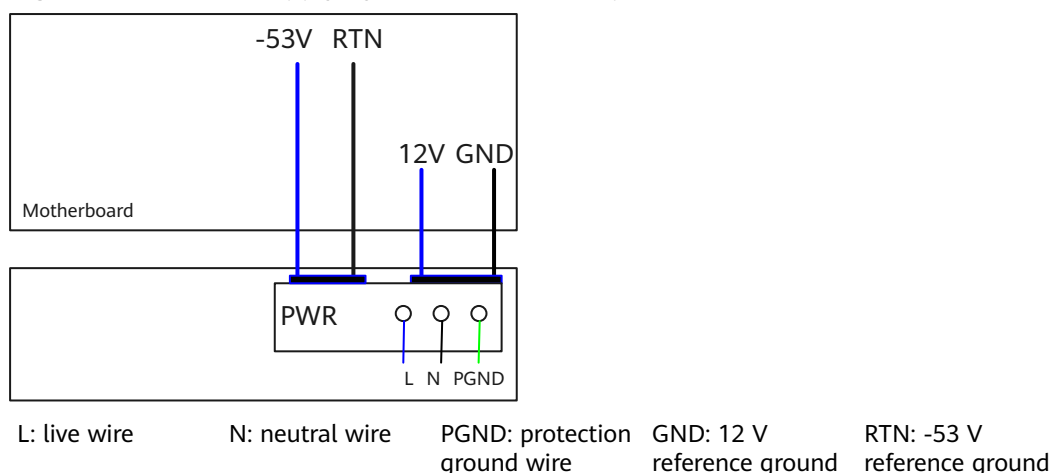 -53V RTN
12V GND
Motherboard
PWR
L N PGND
L: live wire N: neutral wire PGND: protection ground wire GND: 12 V reference ground RTN: -53 V reference ground